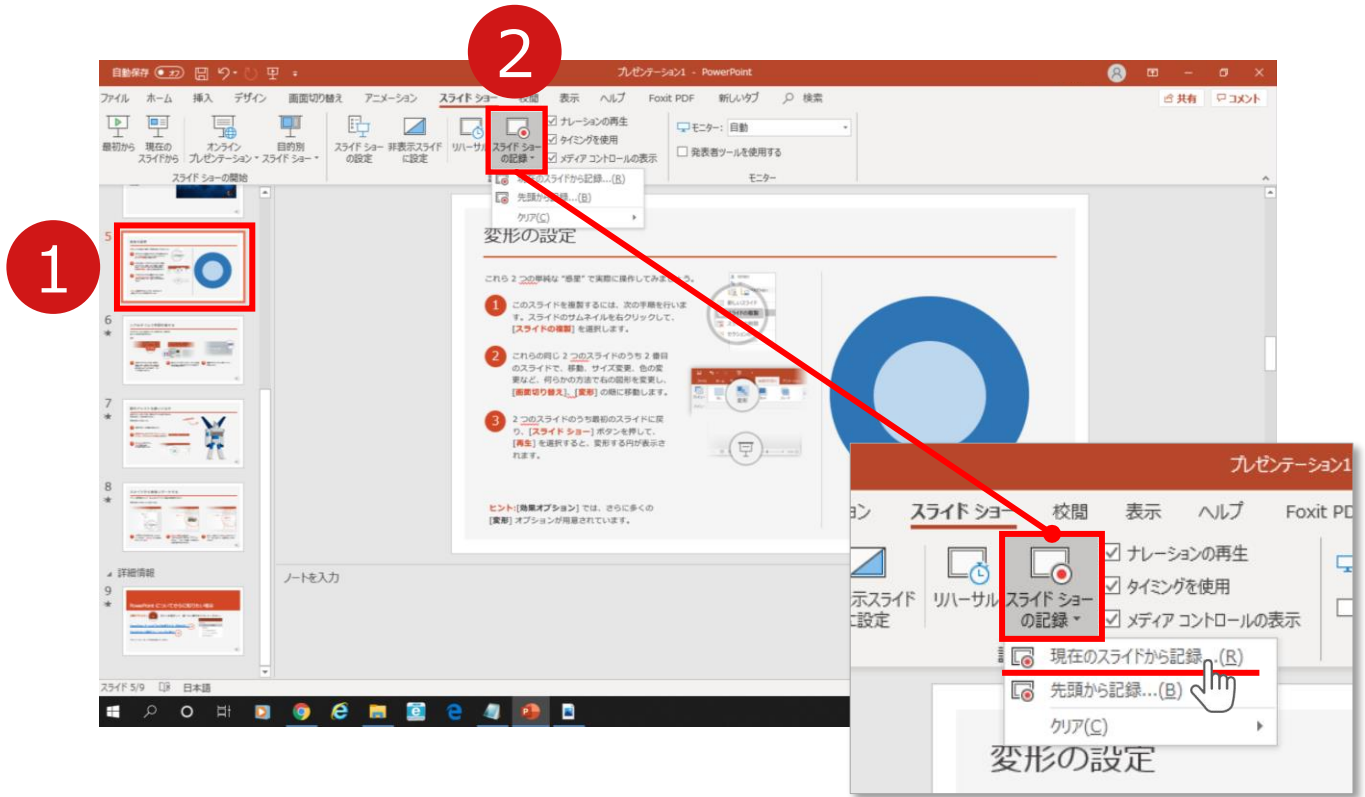 2
自動保存 オフ
プレゼンテーション1 - PowerPoint
ファイル ホーム 挿入 デザイン 画面切り替え アニメーション スライド ショー 校閲 表示 ヘルプ Foxit PDF 新しいタブ 検索
共有 コメント
最初から
現在の
スライドから
オンライン
プレゼンテーション
目的別
スライド ショー
スライド ショー
の設定
非表示スライド
に設定
リハーサル
スライド ショー
の記録
ナレーションの再生
タイミングを使用
メディア コントロールの表示
モニター: 自動
発表者ツールを使用する
スライド ショーの開始
モニター
のスライドから記録...(R)
先頭から記録...(B)
クリア(C)
1
5
6
7
8
詳細情報
9
変形の設定
これら 2 つの単純な "惑星" で実際に操作してみましょう。
1 このスライドを複製するには、次の手順を行いま
す。スライドのサムネイルを右クリックして、
[スライドの複製] を選択します。
2 これらの同じ 2 つのスライドのうち 2 番目
のスライドで、移動、サイズ変更、色の変
更など、何らかの方法で右の図形を変更し、
[画面切り替え]、[変形] の順に移動します。
3 2 つのスライドのうち最初のスライドに戻
り、[スライド ショー] ボタンを押して、
[再生] を選択すると、変形する円が表示さ
れます。
ヒント:[効果オプション] では、さらに多くの
[変形] オプションが用意されています。
ノートを入力
スライド 5/9 日本語
プレゼンテーション1
ョン スライド ショー 校閲 表示 ヘルプ Foxit PD
示スライド
に設定
リハーサル
スライド ショー
の記録
ナレーションの再生
タイミングを使用
メディア コントロールの表示
現在のスライドから記録...(R)
先頭から記録...(B)
クリア(C)
変形の設定